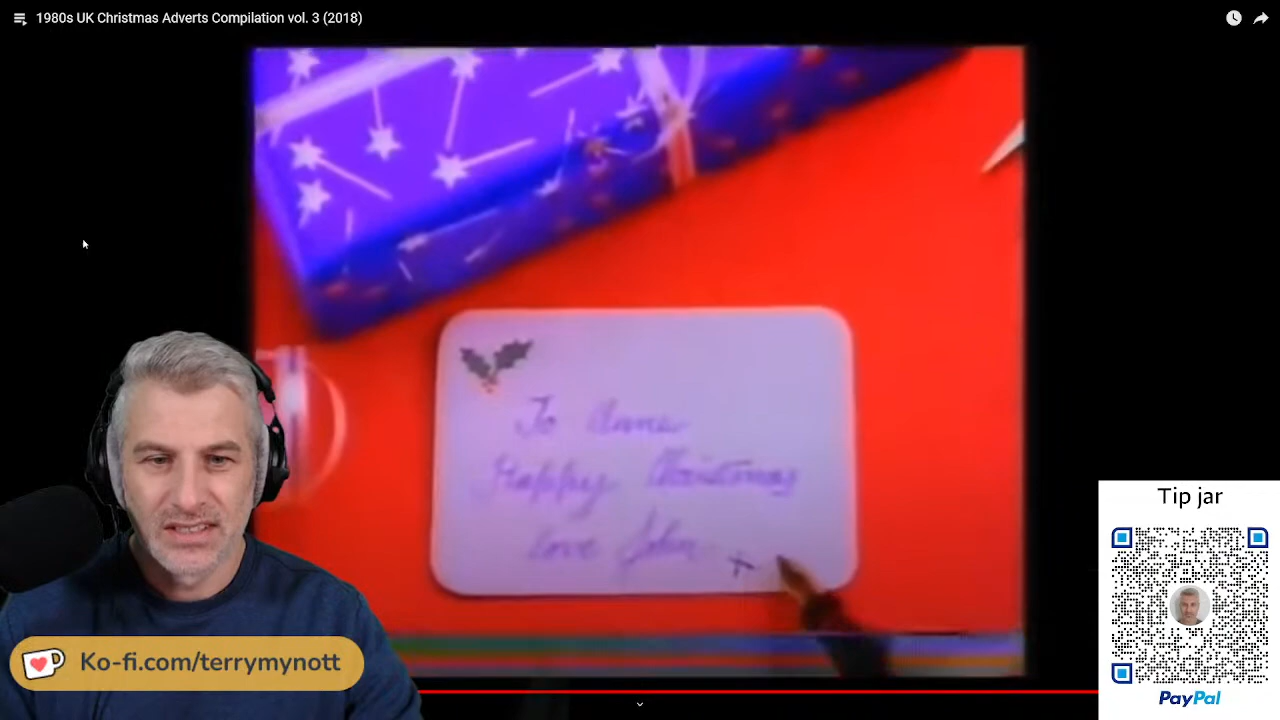 1980s UK Christmas Adverts Compilation vol. 3 (2018)
To Anne
Happy Christmas
Love John x
Tip jar
Ko-fi.com/terrymynott
PayPal